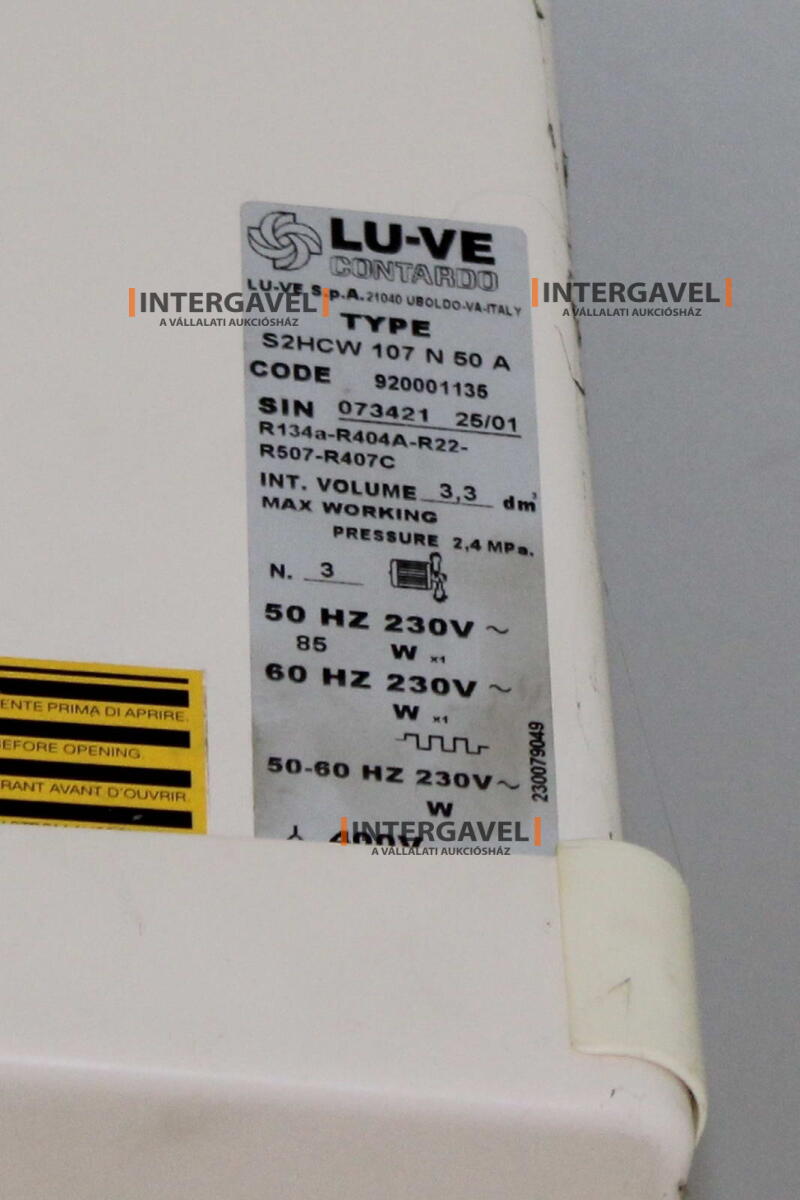 LU-VE
CONTARDO
LU-VE S.p.A. 21040 UBOLDO-VA-ITALY
INTERGAVEL
A VÁLLALATI AUKCIÓSHÁZ
INTERGAVEL
A VÁLLALATI AUKCIÓSHÁZ
TYPE
S2HCW 107 N 50 A
CODE 920001135
SIN 073421 25/01
R134a-R404A-R22-
R507-R407C
INT. VOLUME 3,3 dm³
MAX WORKING
PRESSURE 2,4 MPa.
N. 3
50 HZ 230V ~
85 W x1
60 HZ 230V ~
W x1
50-60 HZ 230V ~
W
400V
230079049
ENTE PRIMA DI APRIRE.
BEFORE OPENING.
RANT AVANT D'OUVRIR.
INTERGAVEL
A VÁLLALATI AUKCIÓSHÁZ